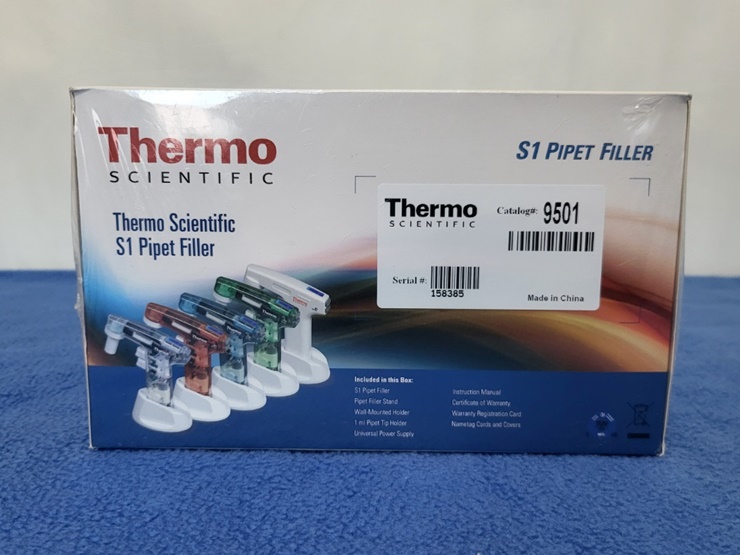 Thermo
SCIENTIFIC
S1 PIPET FILLER
Thermo Scientific
S1 Pipet Filler
Thermo
SCIENTIFIC
Catalog#: 9501
Serial #:
158385
Made in China
Included in this Box:
S1 Pipet Filler
Pipet Filler Stand
Wall-Mounted Holder
1 ml Pipet Tip Holder
Universal Power Supply
Instruction Manual
Certificate of Warranty
Warranty Registration Card
Nametag Cards and Covers